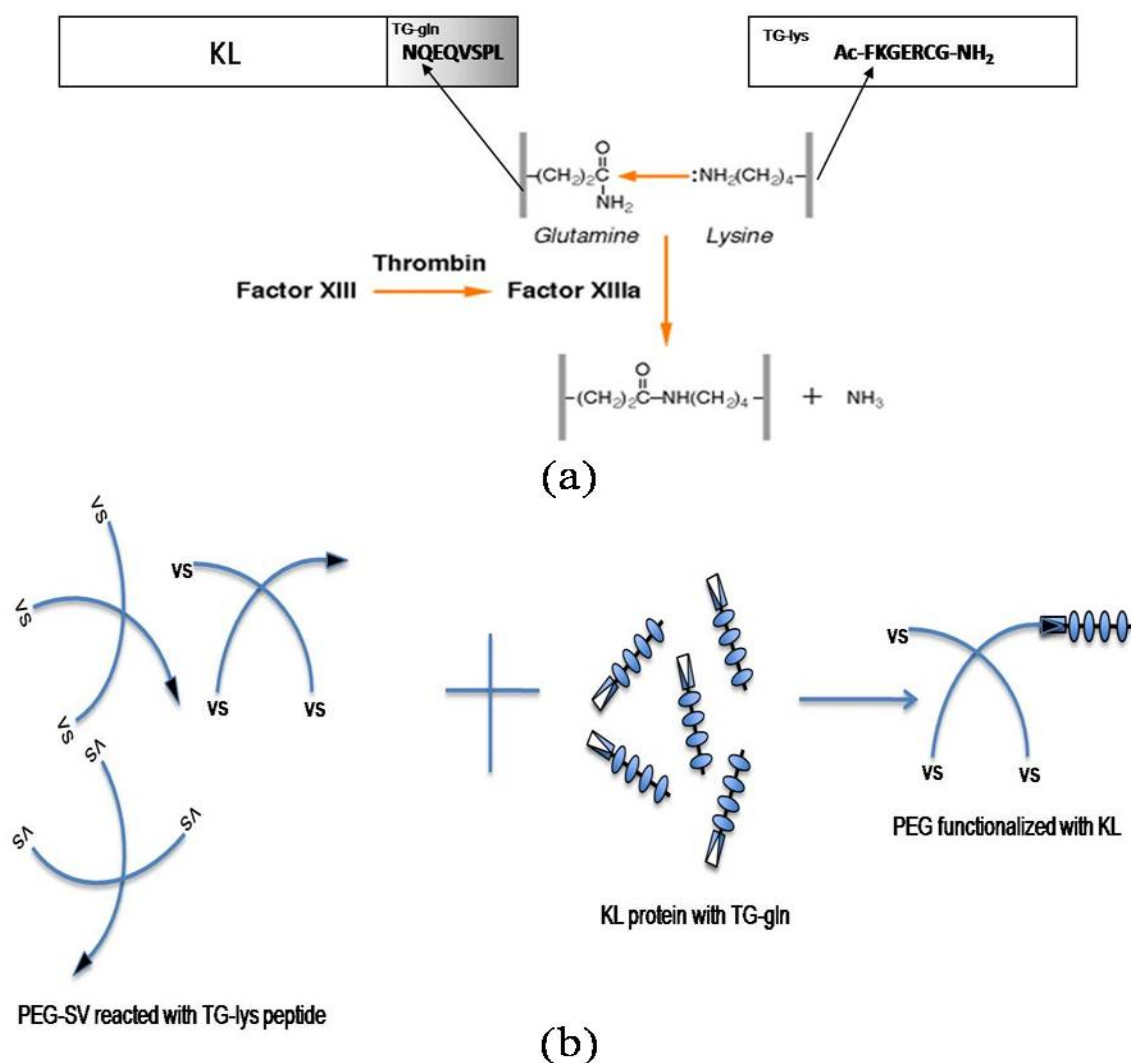 KL
TG-gln
NQEQVSPL
TG-lys
Ac-FKGERCG-NH₂
O
(CH₂)₂C
NH₂
:NH₂(CH₂)₄
Glutamine
Lysine
Thrombin
Factor XIII
Factor XIIIa
O
(CH₂)₂C-NH(CH₂)₄
+
NH₃
(a)
VS
VS
VS
VS
VS
VS
VS
VS
VS
VS
VS
VS
KL protein with TG-gln
PEG functionalized with KL
PEG-SV reacted with TG-lys peptide
(b)